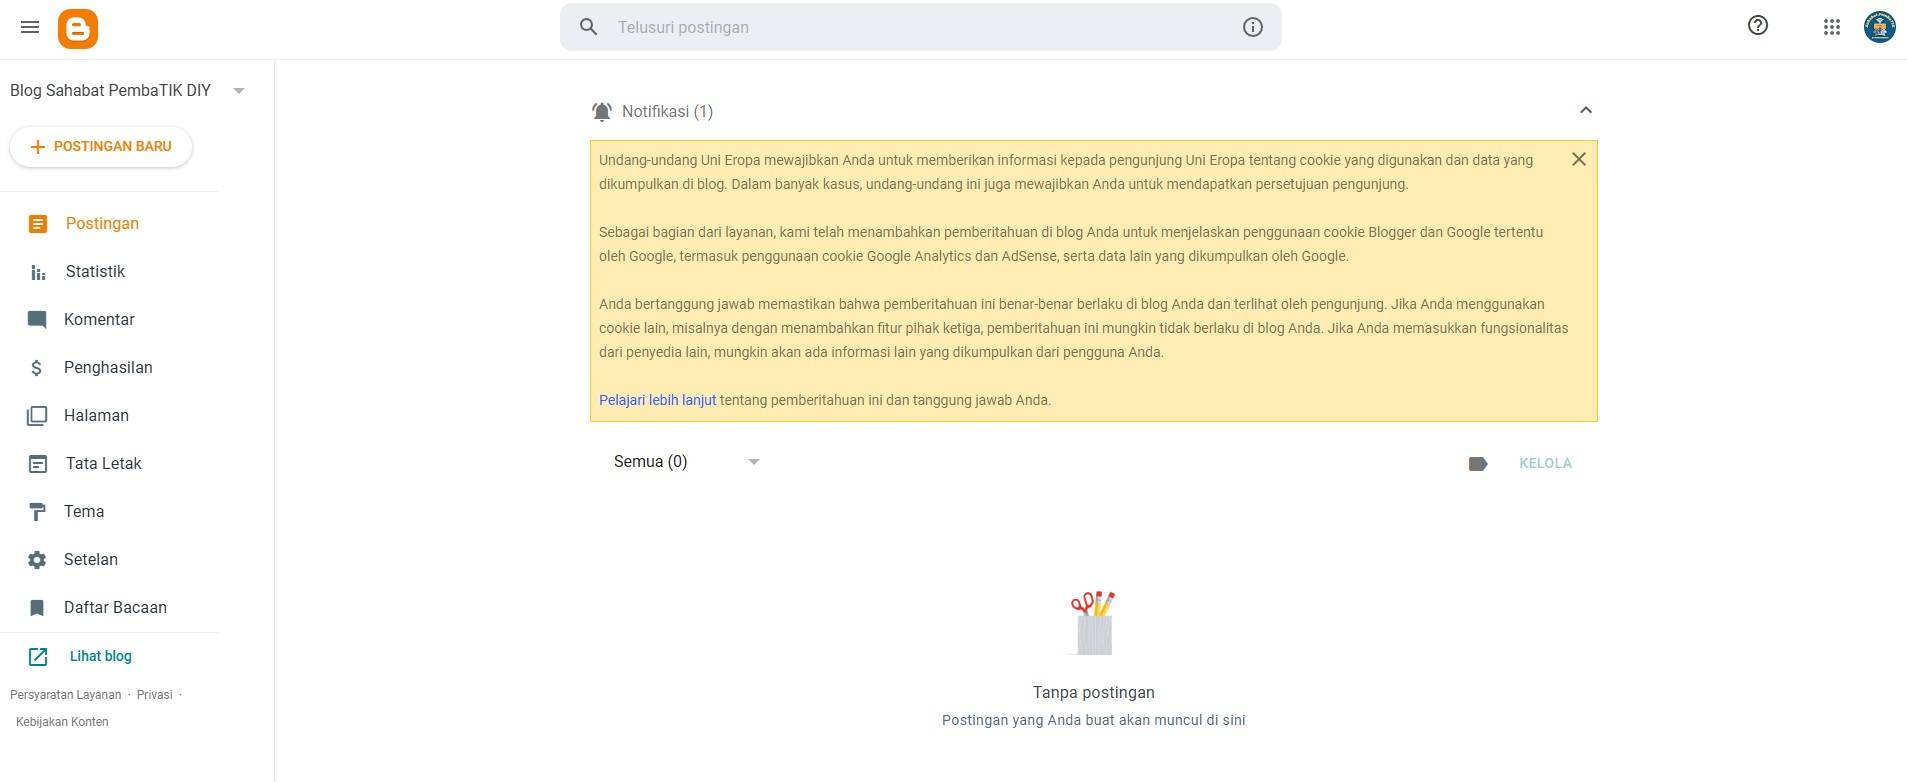 Telusuri postingan
Blog Sahabat PembaTIK DIY
POSTINGAN BARU
Postingan
Statistik
Komentar
Penghasilan
Halaman
Tata Letak
Tema
Setelan
Daftar Bacaan
Lihat blog
Persyaratan Layanan · Privasi ·
Kebijakan Konten
Notifikasi (1)
Undang-undang Uni Eropa mewajibkan Anda untuk memberikan informasi kepada pengunjung Uni Eropa tentang cookie yang digunakan dan data yang
dikumpulkan di blog. Dalam banyak kasus, undang-undang ini juga mewajibkan Anda untuk mendapatkan persetujuan pengunjung.
Sebagai bagian dari layanan, kami telah menambahkan pemberitahuan di blog Anda untuk menjelaskan penggunaan cookie Blogger dan Google tertentu
oleh Google, termasuk penggunaan cookie Google Analytics dan AdSense, serta data lain yang dikumpulkan oleh Google.
Anda bertanggung jawab memastikan bahwa pemberitahuan ini benar-benar berlaku di blog Anda dan terlihat oleh pengunjung. Jika Anda menggunakan
cookie lain, misalnya dengan menambahkan fitur pihak ketiga, pemberitahuan ini mungkin tidak berlaku di blog Anda. Jika Anda memasukkan fungsionalitas
dari penyedia lain, mungkin akan ada informasi lain yang dikumpulkan dari pengguna Anda.
Pelajari lebih lanjut tentang pemberitahuan ini dan tanggung jawab Anda.
Semua (0)
KELOLA
Tanpa postingan
Postingan yang Anda buat akan muncul di sini